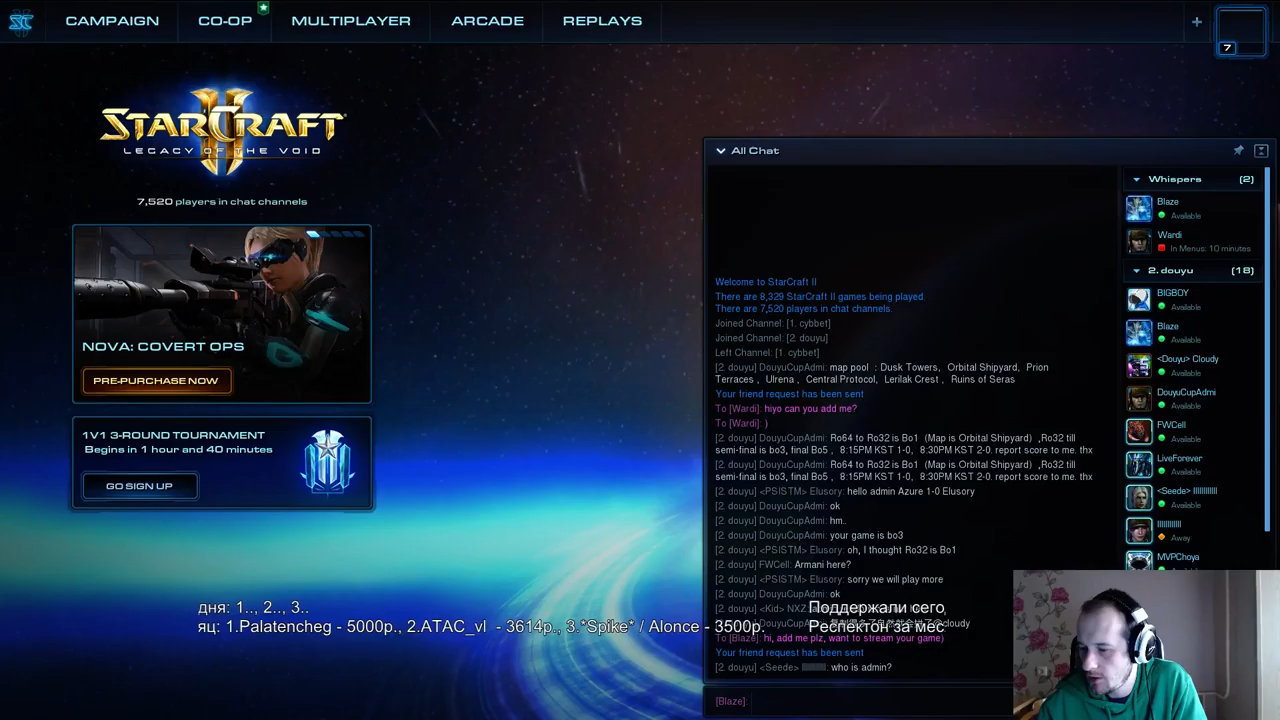 CAMPAIGN CO-OP MULTIPLAYER ARCADE REPLAYS
7
STARCRAFT
II
LEGACY OF THE VOID
7,520 players in chat channels
NOVA: COVERT OPS
PRE-PURCHASE NOW
1V1 3-ROUND TOURNAMENT
Begins in 1 hour and 40 minutes
GO SIGN UP
All Chat
Welcome to StarCraft II
There are 8,329 StarCraft II games being played.
There are 7,520 players in chat channels.
Joined Channel: [1. cybbet]
Joined Channel: [2. douyu]
Left Channel: [1. cybbet]
[2. douyu] DouyuCupAdmi: map pool : Dusk Towers, Orbital Shipyard, Prion
Terraces , Ulrena , Central Protocol, Lerilak Crest , Ruins of Seras
Your friend request has been sent
To [Wardi]: hiyo can you add me?
To [Wardi]: )
[2. douyu] DouyuCupAdmi: Ro64 to Ro32 is Bo1 (Map is Orbital Shipyard) ,Ro32 till
semi-final is bo3, final Bo5 , 8:15PM KST 1-0, 8:30PM KST 2-0. report score to me. thx
[2. douyu] DouyuCupAdmi: Ro64 to Ro32 is Bo1 (Map is Orbital Shipyard) ,Ro32 till
semi-final is bo3, final Bo5 , 8:15PM KST 1-0, 8:30PM KST 2-0. report score to me. thx
[2. douyu] <PSISTM> Elusory: hello admin Azure 1-0 Elusory
[2. douyu] DouyuCupAdmi: ok
[2. douyu] DouyuCupAdmi: hm..
[2. douyu] DouyuCupAdmi: your game is bo3
[2. douyu] <PSISTM> Elusory: oh, I thought Ro32 is Bo1
[2. douyu] FWCell: Armani here?
[2. douyu] <PSISTM> Elusory: sorry we will play more
[2. douyu] DouyuCupAdmi: ok
[2. douyu] <Kid> NXZ:
douyu] DouyuCupAdmi: @cloudy
To [Blaze]: hi, add me plz, want to stream your game)
Your friend request has been sent
[2. douyu] <Seede> who is admin?
[Blaze]:
Whispers (2)
Blaze
Available
Wardi
In Menus: 10 minutes
2. douyu (18)
BIGBOY
Available
Blaze
Available
<Douyu> Cloudy
Available
DouyuCupAdmi
Available
FWCell
Available
LiveForever
Available
<Seede>
Available
Away
MVPChoya
дня: 1.., 2.., 3..
яц: 1.Palatencheg - 5000р., 2.ATAC_vl - 3614р., 3.*Spike* / Alonce - 3500р.
Поддержали сего
Респектон за мес